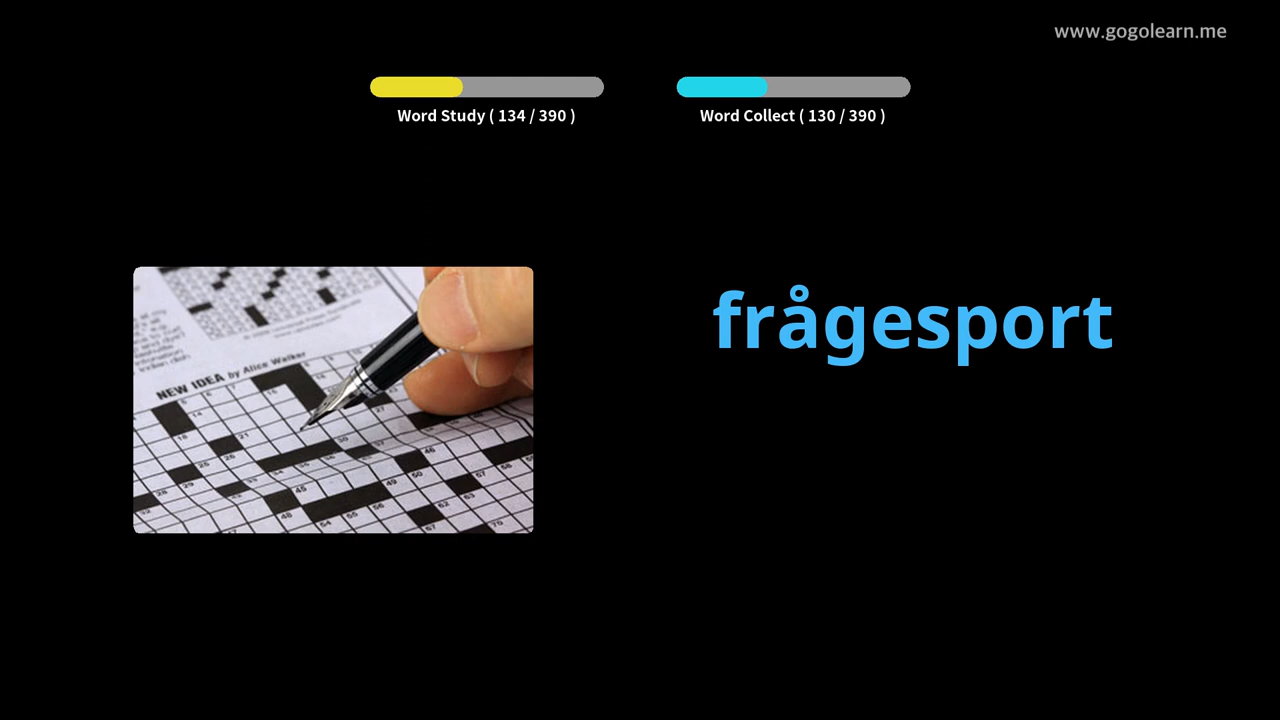 www.gogolearn.me
Word Study ( 134 / 390 )
Word Collect ( 130 / 390 )
frågesport
NEW IDEA by Alice Walker